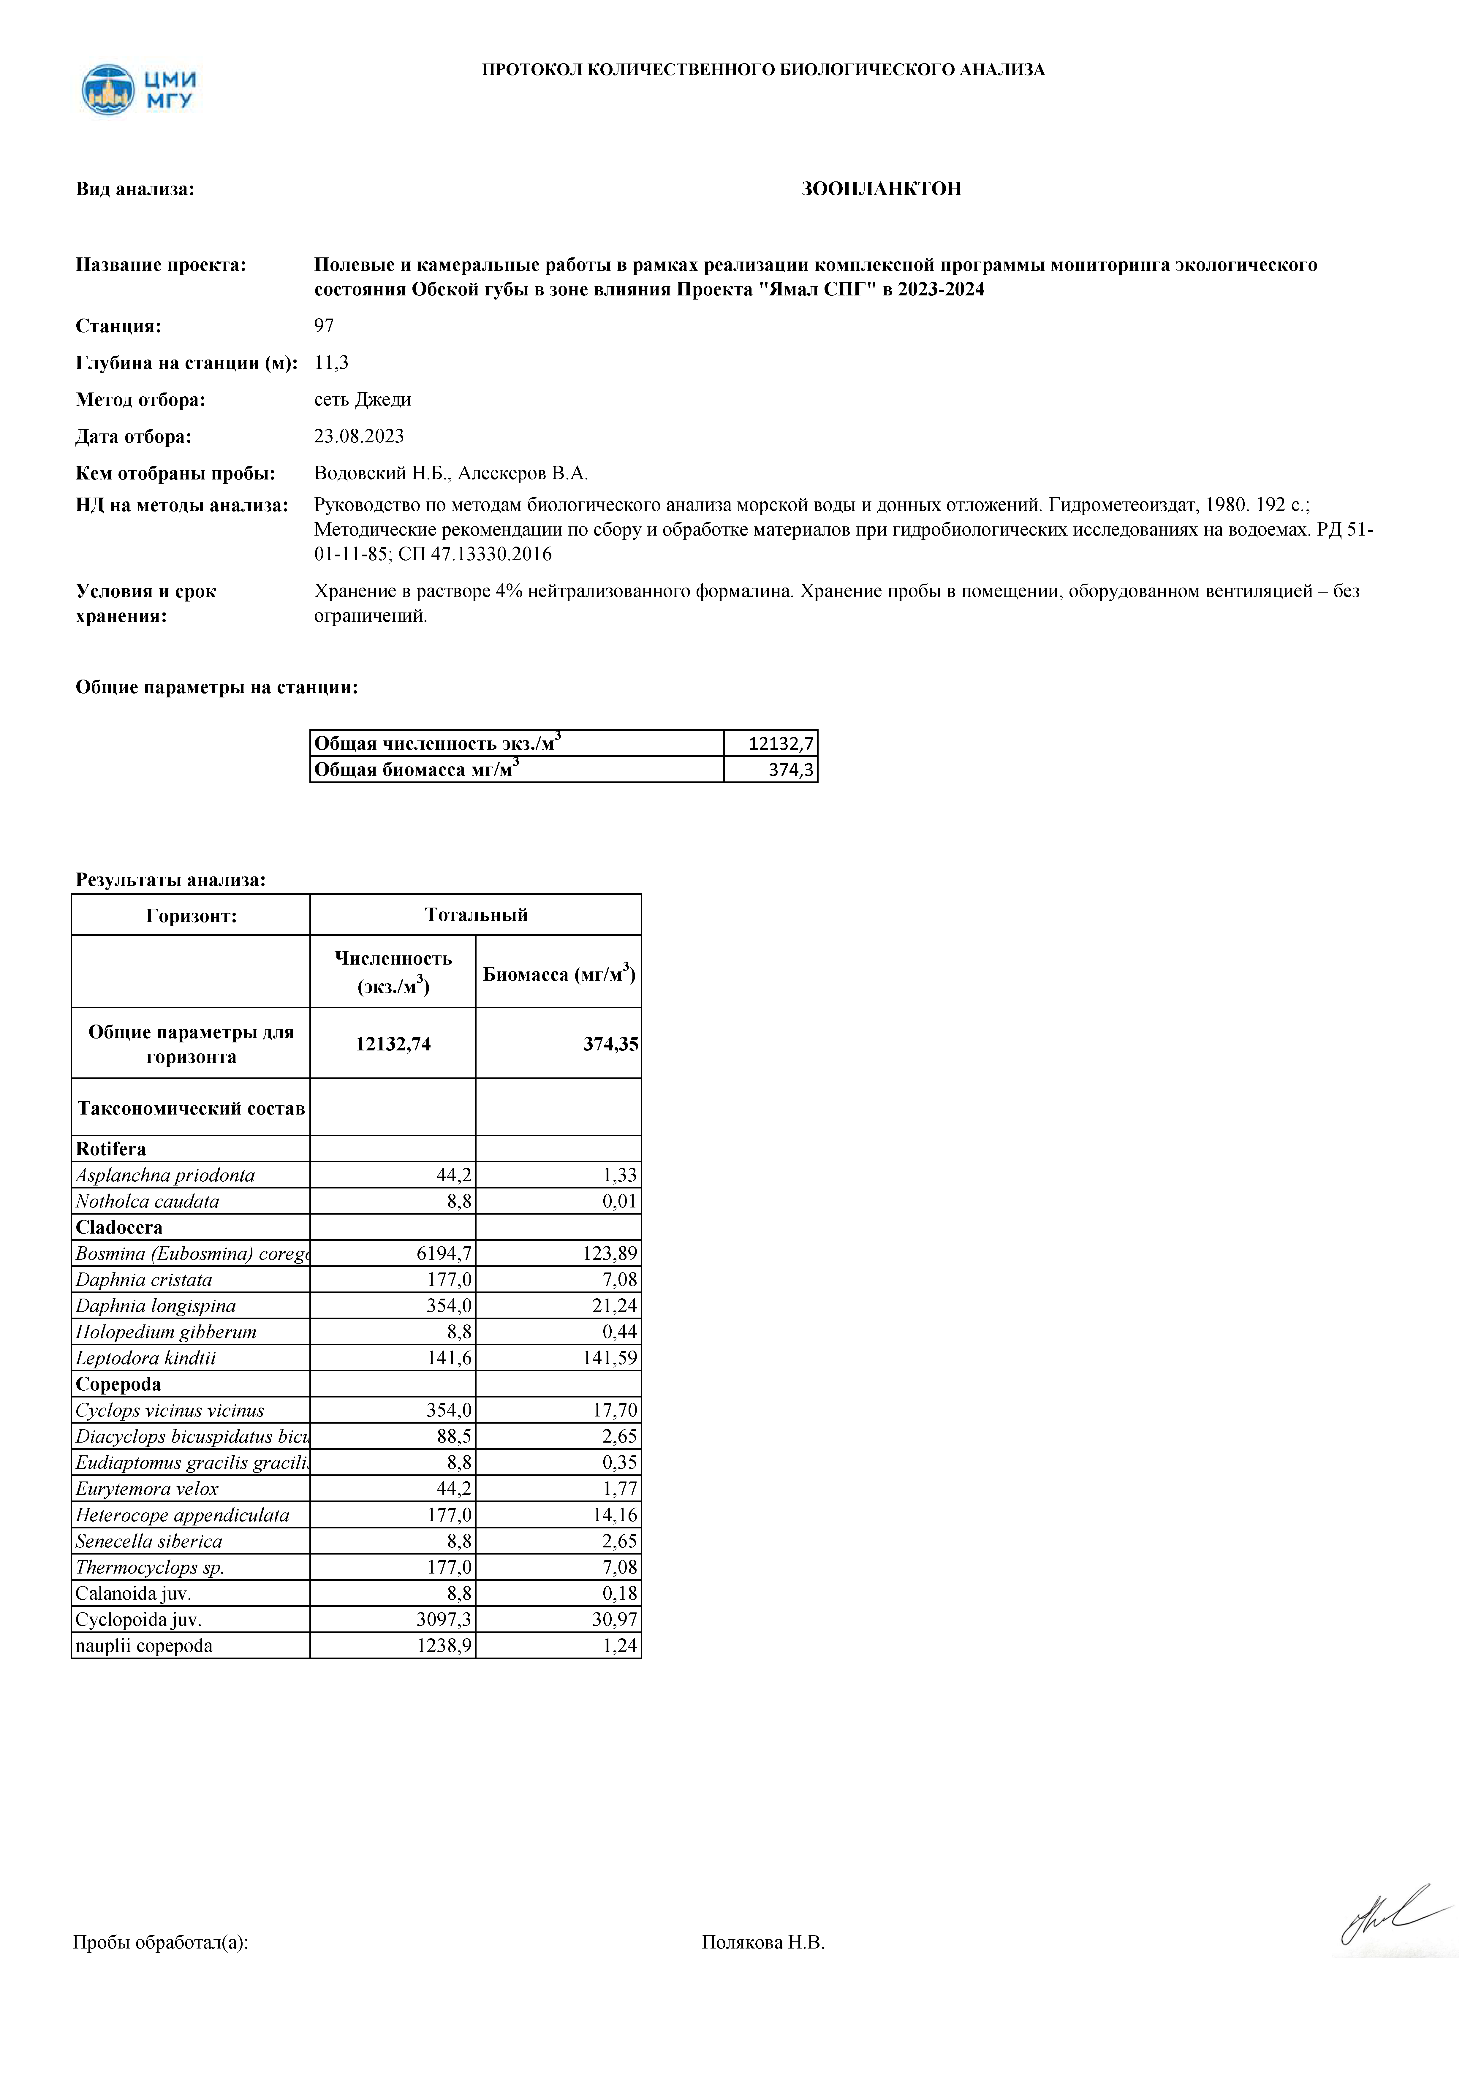 ЦМИ
МГУ
ПРОТОКОЛ КОЛИЧЕСТВЕННОГО БИОЛОГИЧЕСКОГО АНАЛИЗА
Вид анализа: ЗООПЛАНКТОН
Название проекта: Полевые и камеральные работы в рамках реализации комплексной программы мониторинга экологического
состояния Обской губы в зоне влияния Проекта "Ямал СПГ" в 2023-2024
Станция: 97
Глубина на станции (м): 11,3
Метод отбора: сеть Джеди
Дата отбора: 23.08.2023
Кем отобраны пробы: Водовский Н.Б., Алескеров В.А.
НД на методы анализа: Руководство по методам биологического анализа морской воды и донных отложений. Гидрометеоиздат, 1980. 192 с.;
Методические рекомендации по сбору и обработке материалов при гидробиологических исследованиях на водоемах. РД 51-
01-11-85; СП 47.13330.2016
Условия и срок Хранение в растворе 4% нейтрализованного формалина. Хранение пробы в помещении, оборудованном вентиляцией – без
хранения: ограничений.
Общие параметры на станции:
Общая численность экз./м³ 12132,7
Общая биомасса мг/м³ 374,3
Результаты анализа:
Горизонт: Тотальный
Численность
(экз./м³) Биомасса (мг/м³)
Общие параметры для
горизонта 12132,74 374,35
Таксономический состав
Rotifera
Asplanchna priodonta 44,2 1,33
Notholca caudata 8,8 0,01
Cladocera
Bosmina (Eubosmina) corego 6194,7 123,89
Daphnia cristata 177,0 7,08
Daphnia longispina 354,0 21,24
Holopedium gibberum 8,8 0,44
Leptodora kindtii 141,6 141,59
Copepoda
Cyclops vicinus vicinus 354,0 17,70
Diacyclops bicuspidatus bicu 88,5 2,65
Eudiaptomus gracilis gracilis 8,8 0,35
Eurytemora velox 44,2 1,77
Heterocope appendiculata 177,0 14,16
Senecella siberica 8,8 2,65
Thermocyclops sp. 177,0 7,08
Calanoida juv. 8,8 0,18
Cyclopoida juv. 3097,3 30,97
nauplii copepoda 1238,9 1,24
Пробы обработал(а): Полякова Н.В.